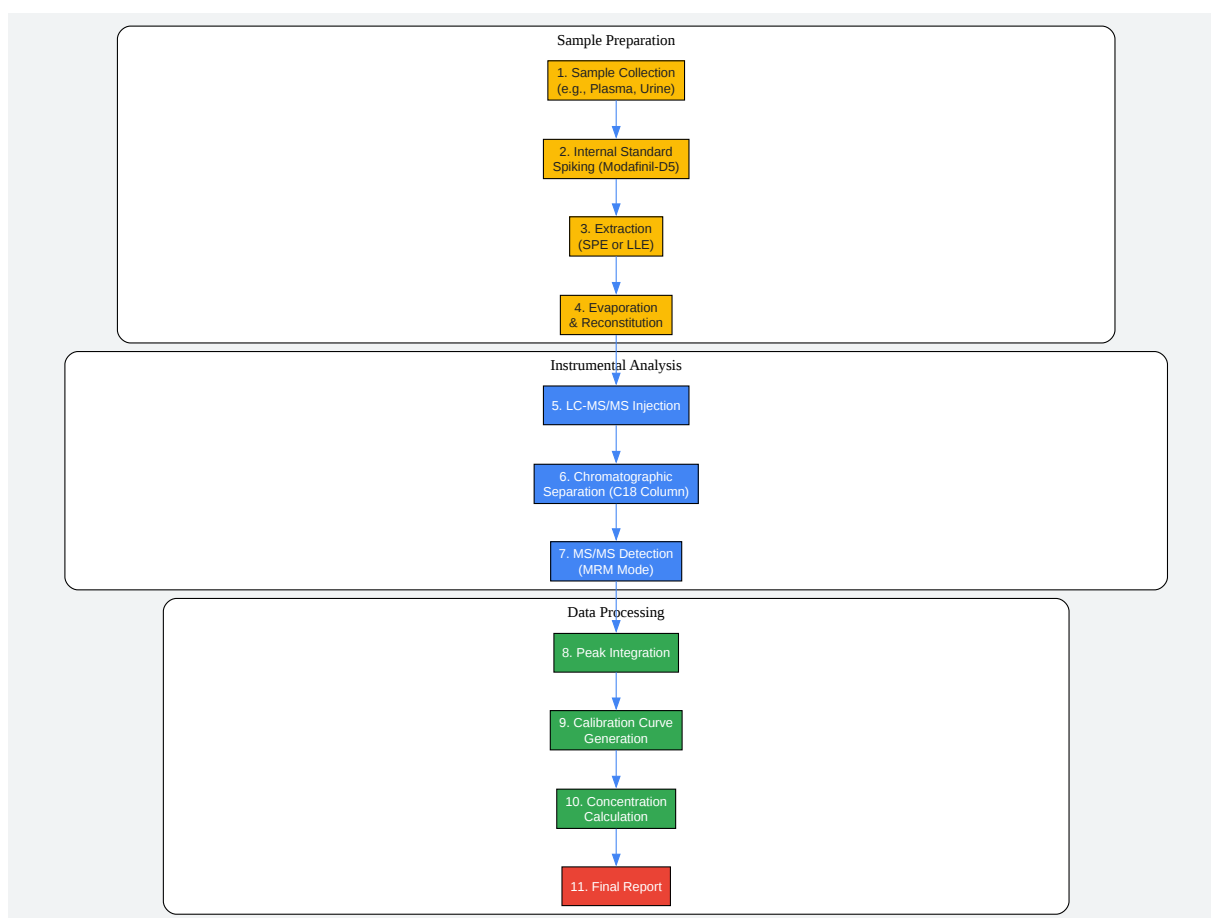 Sample Preparation
1. Sample Collection
(e.g., Plasma, Urine)
2. Internal Standard
Spiking (Modafinil-D5)
3. Extraction
(SPE or LLE)
4. Evaporation
& Reconstitution
Instrumental Analysis
5. LC-MS/MS Injection
6. Chromatographic
Separation (C18 Column)
7. MS/MS Detection
(MRM Mode)
Data Processing
8. Peak Integration
9. Calibration Curve
Generation
10. Concentration
Calculation
11. Final Report